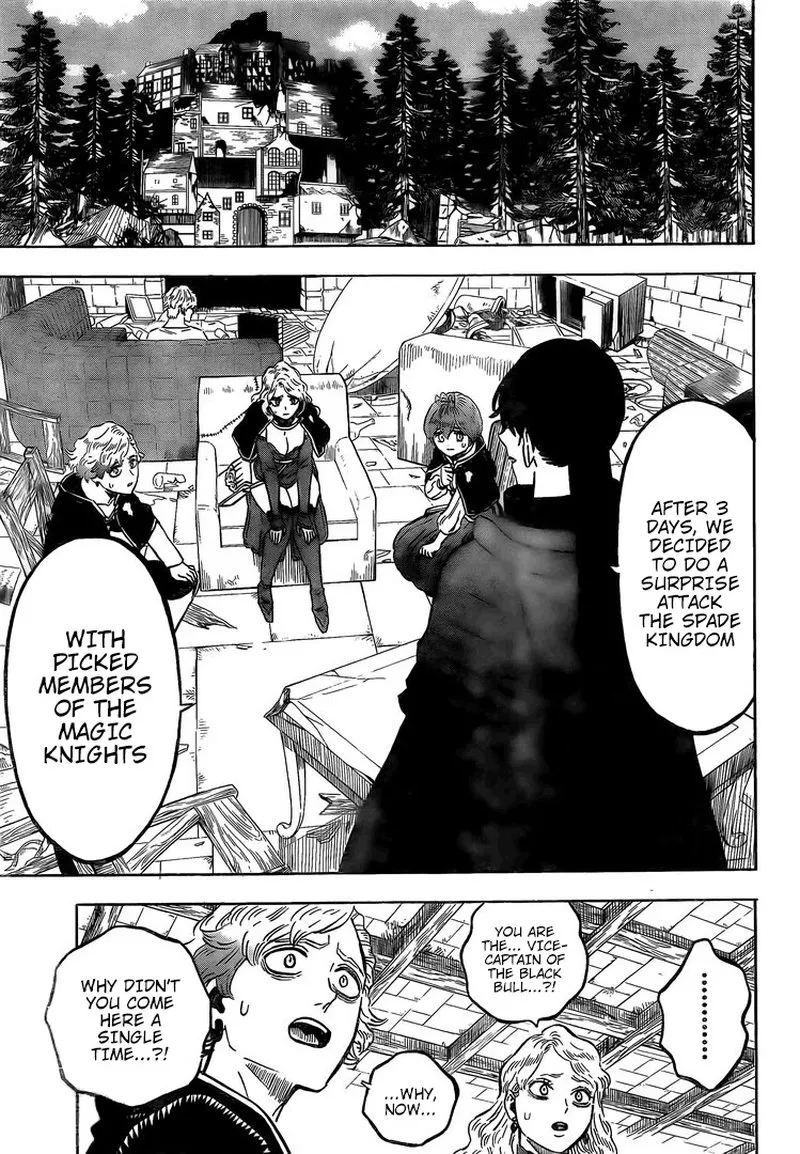 AFTER 3
DAYS, WE
DECIDED
TO DO A
SURPRISE
ATTACK
THE SPADE
KINGDOM
WITH
PICKED
MEMBERS
OF THE
MAGIC
KNIGHTS
.........
YOU ARE
THE... VICE-
CAPTAIN
OF THE BLACK
BULL...?!
...WHY,
NOW...
WHY DIDN'T
YOU COME
HERE A
SINGLE
TIME...?!